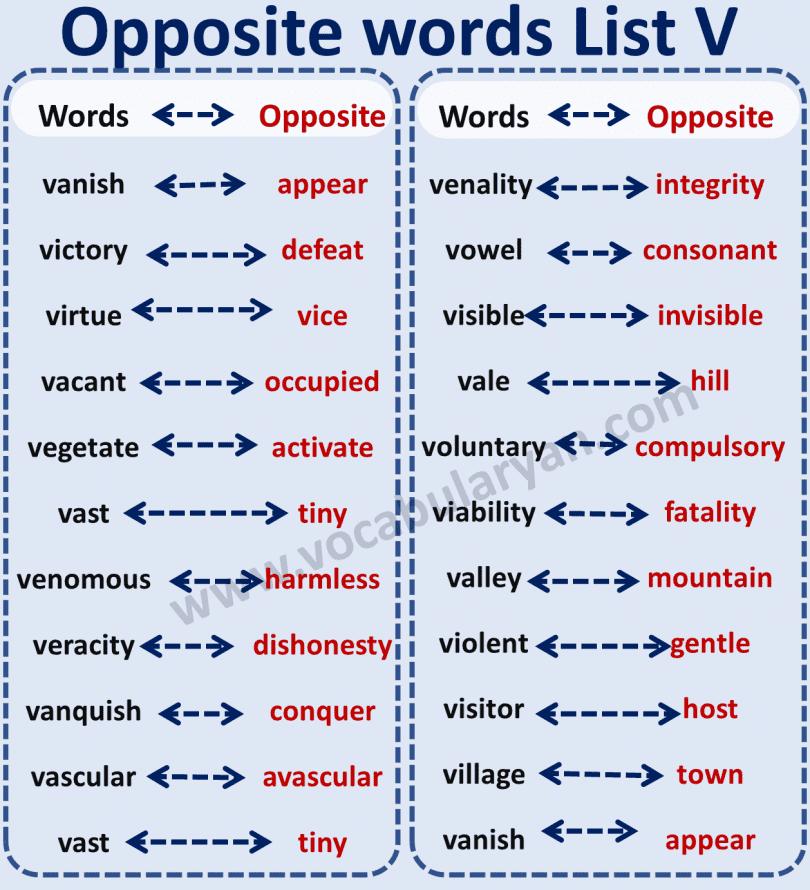 Opposite words List V
Words Opposite
vanish appear
victory defeat
virtue vice
vacant occupied
vegetate activate
vast tiny
venomous harmless
veracity dishonesty
vanquish conquer
vascular avascular
vast tiny
Words Opposite
venality integrity
vowel consonant
visible invisible
vale hill
voluntary compulsory
viability fatality
valley mountain
violent gentle
visitor host
village town
vanish appear
www.vocabularyan.com